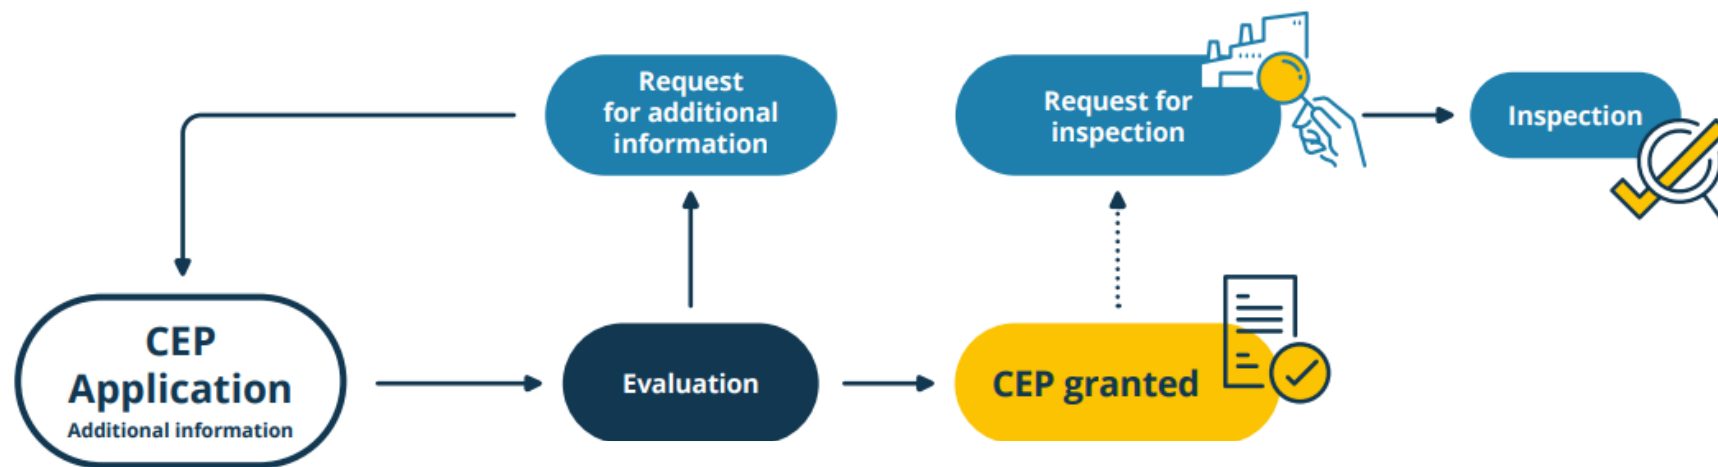 Request
for additional
information
Request for
inspection
Inspection
CEP
Application
Additional information
Evaluation
CEP granted